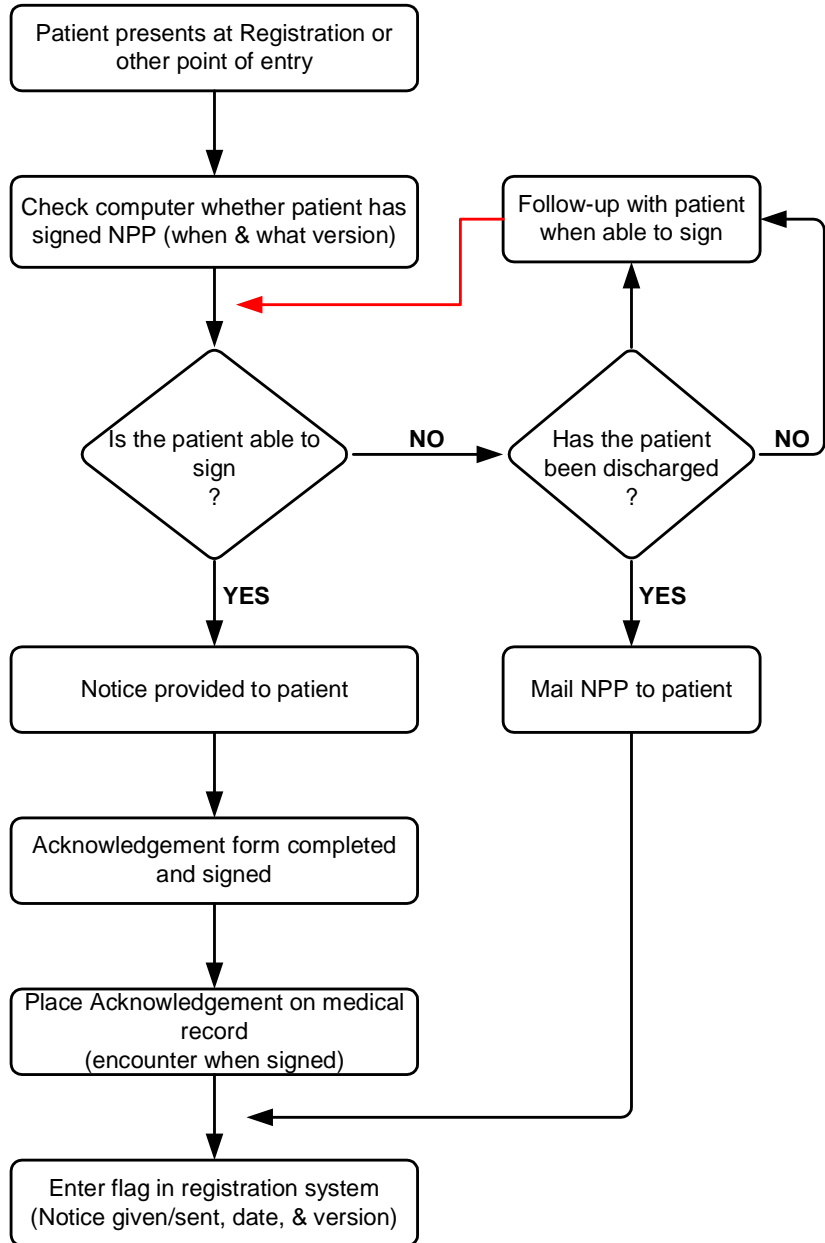 Patient presents at Registration or
other point of entry
Check computer whether patient has
signed NPP (when & what version)
Follow-up with patient
when able to sign
Is the patient able to
sign
?
NO
Has the patient
been discharged
?
NO
YES
YES
Notice provided to patient
Mail NPP to patient
Acknowledgement form completed
and signed
Place Acknowledgement on medical
record
(encounter when signed)
Enter flag in registration system
(Notice given/sent, date, & version)